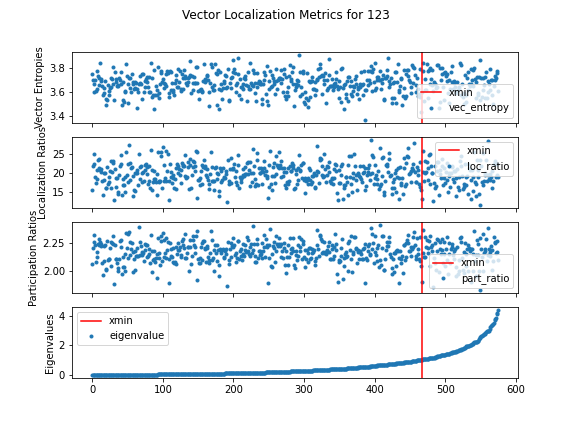 Vector Localization Metrics for 123
Vector Entropies
3.8
3.6
3.4
xmin
vec_entropy
Localization Ratios
25
20
15
xmin
loc_ratio
Participation Ratios
2.25
2.00
xmin
part_ratio
Eigenvalues
4
2
0
xmin
eigenvalue
0 100 200 300 400 500 600